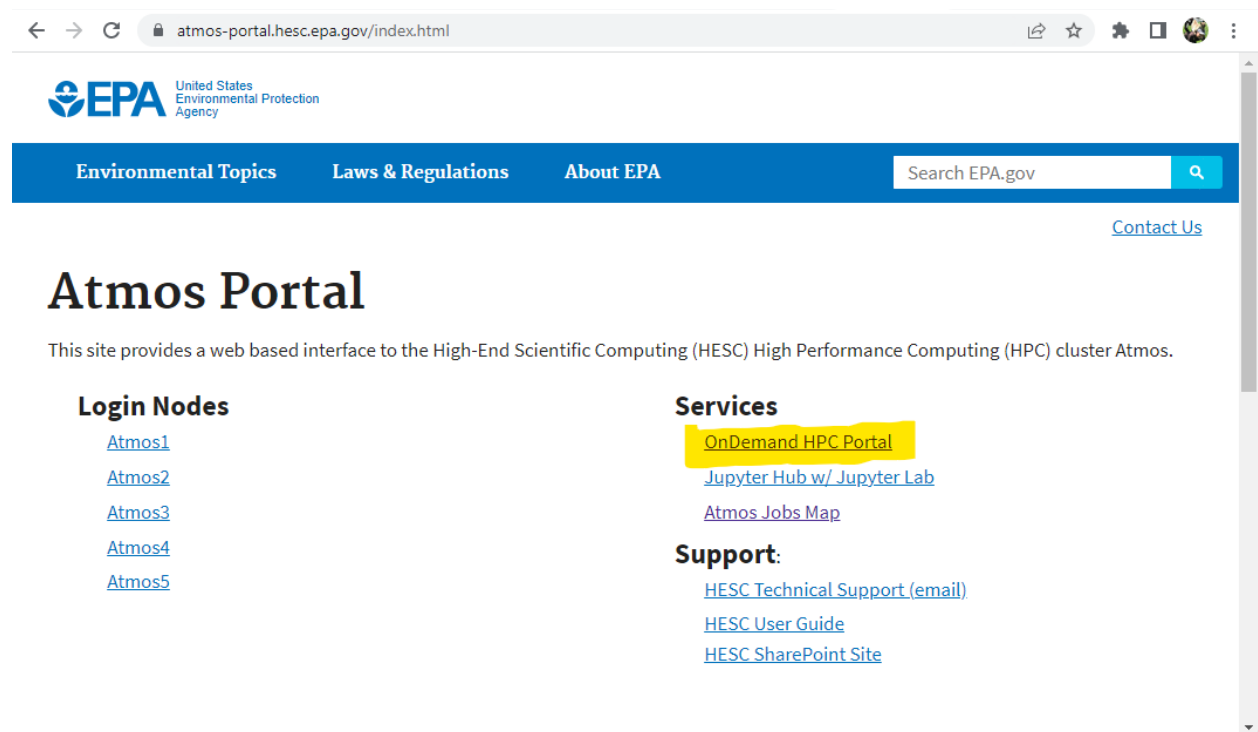 atmos-portal.hesc.epa.gov/index.html
EPA
United States
Environmental Protection
Agency
Environmental Topics Laws & Regulations About EPA Search EPA.gov
Contact Us
Atmos Portal
This site provides a web based interface to the High-End Scientific Computing (HESC) High Performance Computing (HPC) cluster Atmos.
Login Nodes
Atmos1
Atmos2
Atmos3
Atmos4
Atmos5
Services
OnDemand HPC Portal
Jupyter Hub w/ Jupyter Lab
Atmos Jobs Map
Support:
HESC Technical Support (email)
HESC User Guide
HESC SharePoint Site